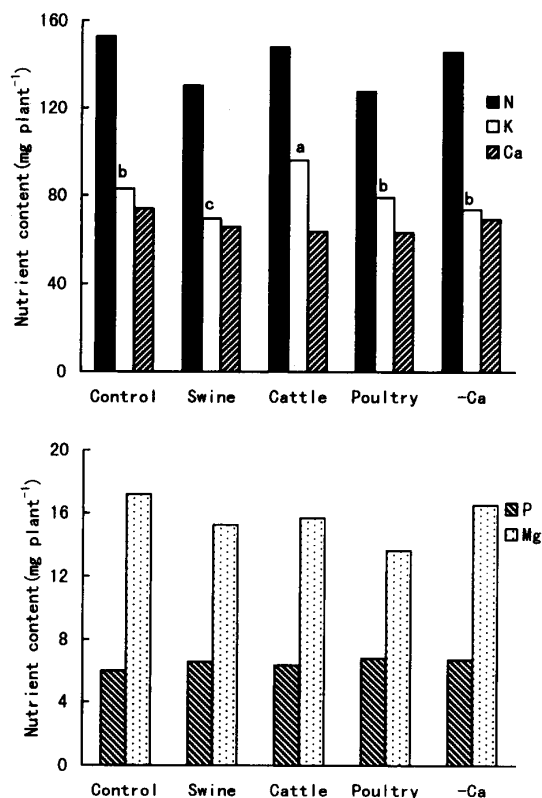 Nutrient content(mg plant⁻¹)
160
120
80
40
0
N
K
Ca
b
c
a
b
b
Control Swine Cattle Poultry -Ca
Nutrient content(mg plant⁻¹)
20
16
12
8
4
0
P
Mg
Control Swine Cattle Poultry -Ca